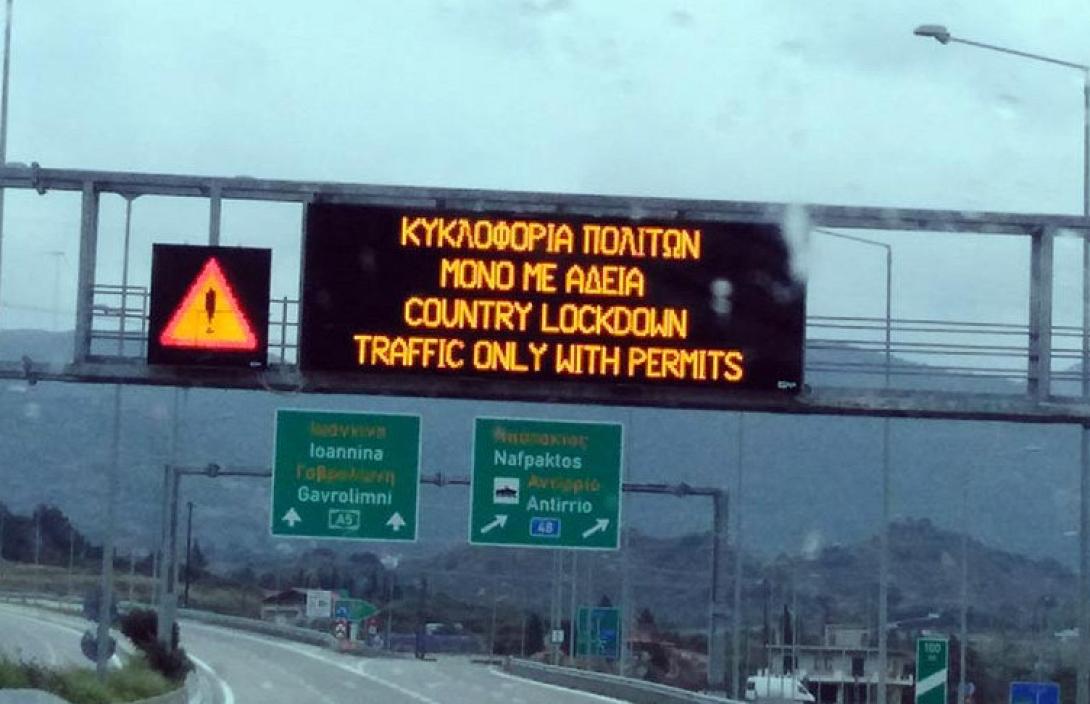 ΚΥΚΛΟΦΟΡΙΑ ΠΟΛΙΤΩΝ
ΜΟΝΟ ΜΕ ΑΔΕΙΑ
COUNTRY LOCKDOWN
TRAFFIC ONLY WITH PERMITS
Ιωάννινα
Ioannina
Γαβρολίμνη
Gavrolimni
A5
Ναύπακτος
Nafpaktos
Αντίρριο
Antirrio
48
100